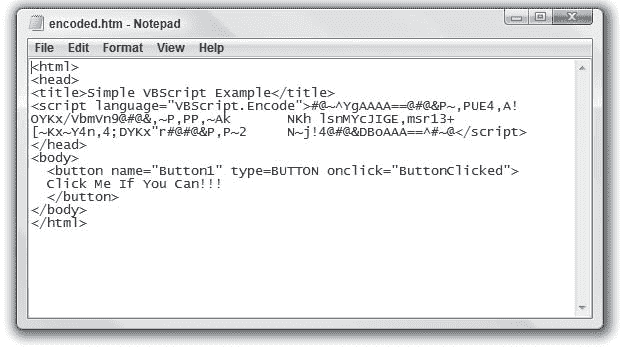 encoded.htm - Notepad
File Edit Format View Help
<html>
<head>
<title>Simple VBScript Example</title>
<script language="VBScript.Encode">#@~^YgAAAA==@#@&P~,PUE4,A!
OYKx/vbmVn9@#@&,~P,PP,~Ak       NKh lsnMYcJIGE,msr13+
[~Kx~Y4n,4;DYKx"r#@#@&P,P~2     N~j!4@#@&DBoAAA==^#~@</script>
</head>
<body>
  <button name="Button1" type=BUTTON onclick="ButtonClicked">
  Click Me If You Can!!!
  </button>
</body>
</html>